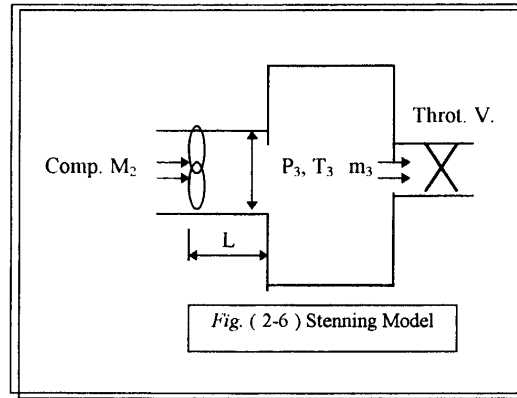 Throt. V.
Comp. M₂
P₃, T₃ m₃
L
Fig. ( 2-6 ) Stenning Model